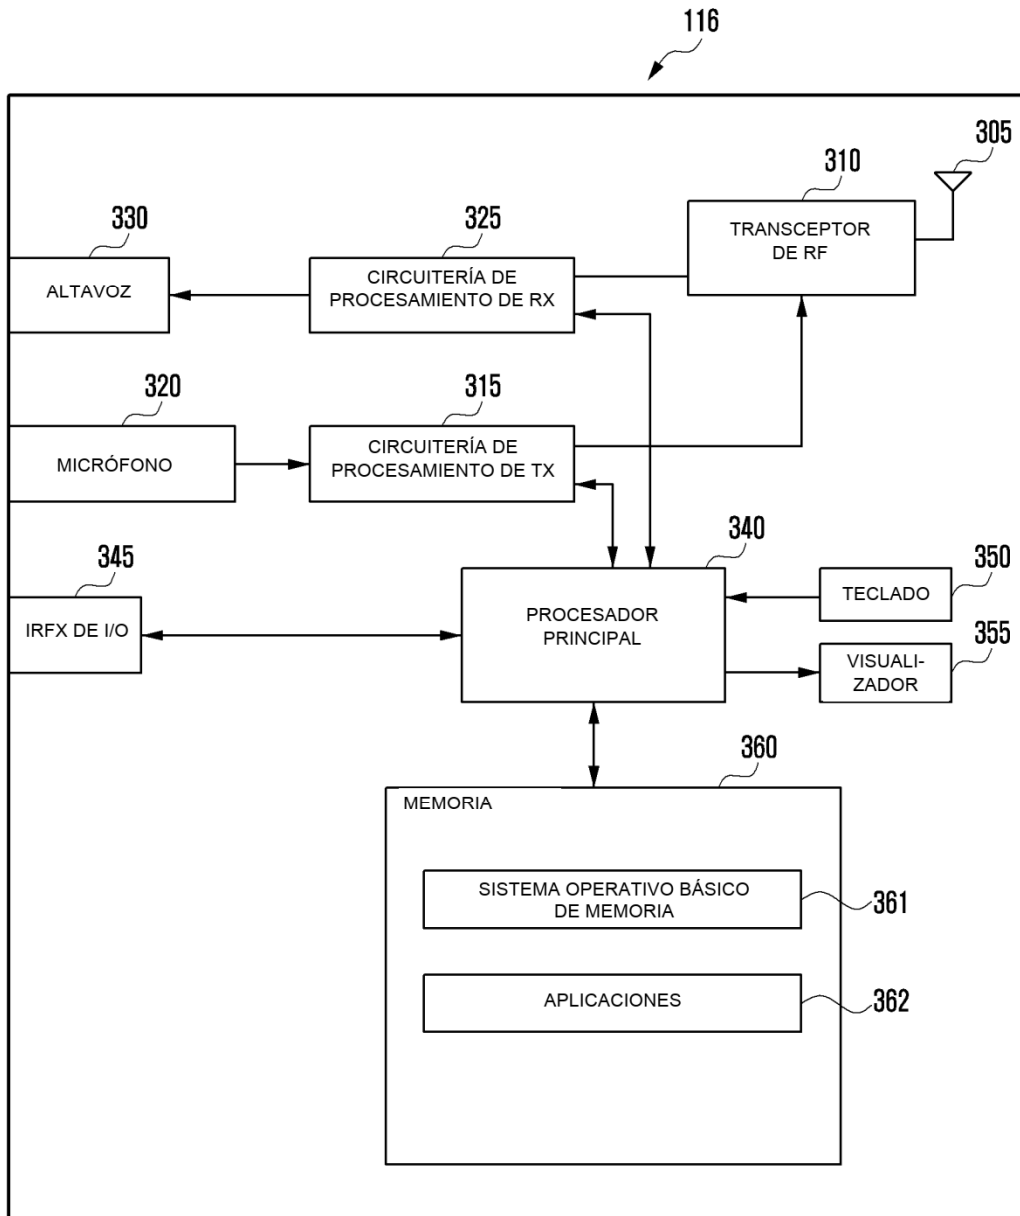 116
305
310
TRANSCEPTOR
DE RF
330
325
ALTAVOZ
CIRCUITERÍA DE
PROCESAMIENTO DE RX
320
315
MICRÓFONO
CIRCUITERÍA DE
PROCESAMIENTO DE TX
345
340
350
IRFX DE I/O
PROCESADOR
PRINCIPAL
TECLADO
355
VISUALI-
ZADOR
360
MEMORIA
SISTEMA OPERATIVO BÁSICO
DE MEMORIA
361
APLICACIONES
362